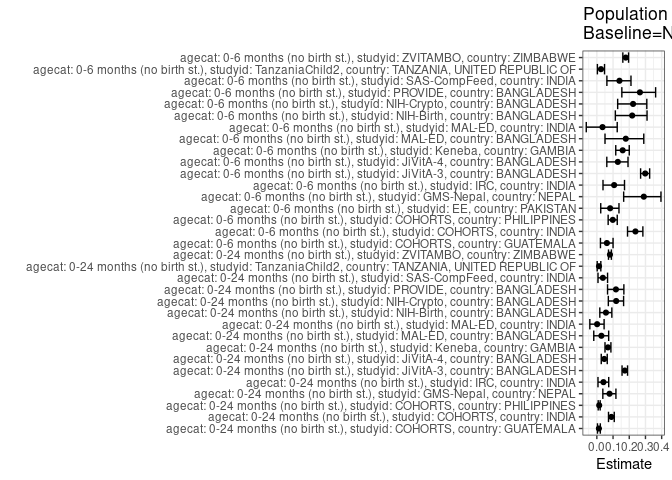 Population
Baseline=N
agecat: 0-6 months (no birth st.), studyid: ZVITAMBO, country: ZIMBABWE
agecat: 0-6 months (no birth st.), studyid: TanzaniaChild2, country: TANZANIA, UNITED REPUBLIC OF
agecat: 0-6 months (no birth st.), studyid: SAS-CompFeed, country: INDIA
agecat: 0-6 months (no birth st.), studyid: PROVIDE, country: BANGLADESH
agecat: 0-6 months (no birth st.), studyid: NIH-Crypto, country: BANGLADESH
agecat: 0-6 months (no birth st.), studyid: NIH-Birth, country: BANGLADESH
agecat: 0-6 months (no birth st.), studyid: MAL-ED, country: INDIA
agecat: 0-6 months (no birth st.), studyid: MAL-ED, country: BANGLADESH
agecat: 0-6 months (no birth st.), studyid: Keneba, country: GAMBIA
agecat: 0-6 months (no birth st.), studyid: JiVitA-4, country: BANGLADESH
agecat: 0-6 months (no birth st.), studyid: JiVitA-3, country: BANGLADESH
agecat: 0-6 months (no birth st.), studyid: IRC, country: INDIA
agecat: 0-6 months (no birth st.), studyid: GMS-Nepal, country: NEPAL
agecat: 0-6 months (no birth st.), studyid: EE, country: PAKISTAN
agecat: 0-6 months (no birth st.), studyid: COHORTS, country: PHILIPPINES
agecat: 0-6 months (no birth st.), studyid: COHORTS, country: INDIA
agecat: 0-6 months (no birth st.), studyid: COHORTS, country: GUATEMALA
agecat: 0-24 months (no birth st.), studyid: ZVITAMBO, country: ZIMBABWE
agecat: 0-24 months (no birth st.), studyid: TanzaniaChild2, country: TANZANIA, UNITED REPUBLIC OF
agecat: 0-24 months (no birth st.), studyid: SAS-CompFeed, country: INDIA
agecat: 0-24 months (no birth st.), studyid: PROVIDE, country: BANGLADESH
agecat: 0-24 months (no birth st.), studyid: NIH-Crypto, country: BANGLADESH
agecat: 0-24 months (no birth st.), studyid: NIH-Birth, country: BANGLADESH
agecat: 0-24 months (no birth st.), studyid: MAL-ED, country: INDIA
agecat: 0-24 months (no birth st.), studyid: MAL-ED, country: BANGLADESH
agecat: 0-24 months (no birth st.), studyid: Keneba, country: GAMBIA
agecat: 0-24 months (no birth st.), studyid: JiVitA-4, country: BANGLADESH
agecat: 0-24 months (no birth st.), studyid: JiVitA-3, country: BANGLADESH
agecat: 0-24 months (no birth st.), studyid: IRC, country: INDIA
agecat: 0-24 months (no birth st.), studyid: GMS-Nepal, country: NEPAL
agecat: 0-24 months (no birth st.), studyid: COHORTS, country: PHILIPPINES
agecat: 0-24 months (no birth st.), studyid: COHORTS, country: INDIA
agecat: 0-24 months (no birth st.), studyid: COHORTS, country: GUATEMALA
0.00.10.20.30.4
Estimate